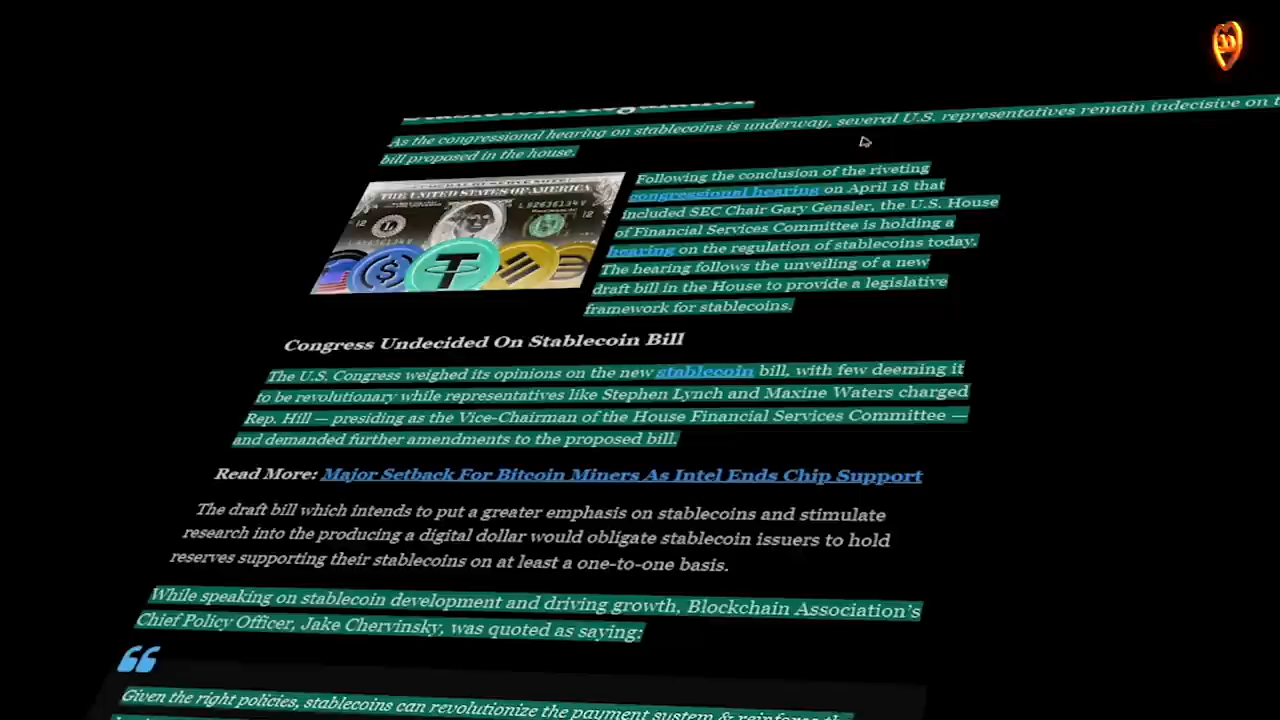 Stablecoin Regulation
As the congressional hearing on stablecoins is underway, several U.S. representatives remain indecisive on
bill proposed in the house.
THE UNITED STATES OF AMERICA
L 52636134 V
12
12
Following the conclusion of the riveting
congressional hearing on April 18 that
included SEC Chair Gary Gensler, the U.S. House
of Financial Services Committee is holding a
hearing on the regulation of stablecoins today.
The hearing follows the unveiling of a new
draft bill in the House to provide a legislative
framework for stablecoins.
Congress Undecided On Stablecoin Bill
The U.S. Congress weighed its opinions on the new stablecoin bill, with few deeming it
to be revolutionary while representatives like Stephen Lynch and Maxine Waters charged
Rep. Hill — presiding as the Vice-Chairman of the House Financial Services Committee —
and demanded further amendments to the proposed bill.
Read More: Major Setback For Bitcoin Miners As Intel Ends Chip Support
The draft bill which intends to put a greater emphasis on stablecoins and stimulate
research into the producing a digital dollar would obligate stablecoin issuers to hold
reserves supporting their stablecoins on at least a one-to-one basis.
While speaking on stablecoin development and driving growth, Blockchain Association's
Chief Policy Officer, Jake Chervinsky, was quoted as saying:
“
Given the right policies, stablecoins can revolutionize the payment system & reinforce